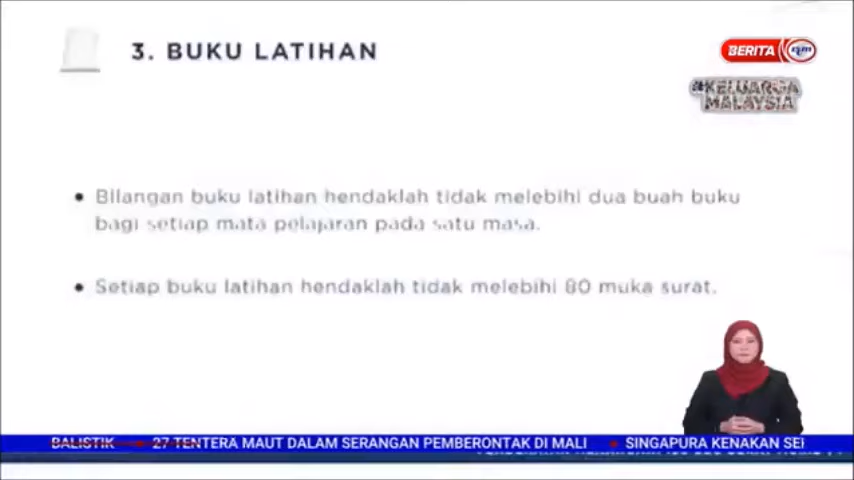 3. BUKU LATIHAN
BERITA rtm
#KELUARGA
MALAYSIA
• Bilangan buku latihan hendaklah tidak melebihi dua buah buku
bagi setiap mata pelajaran pada satu masa.
• Setiap buku latihan hendaklah tidak melebihi 80 muka surat.
BALISTIK • 27 TENTERA MAUT DALAM SERANGAN PEMBERONTAK DI MALI • SINGAPURA KENAKAN SE